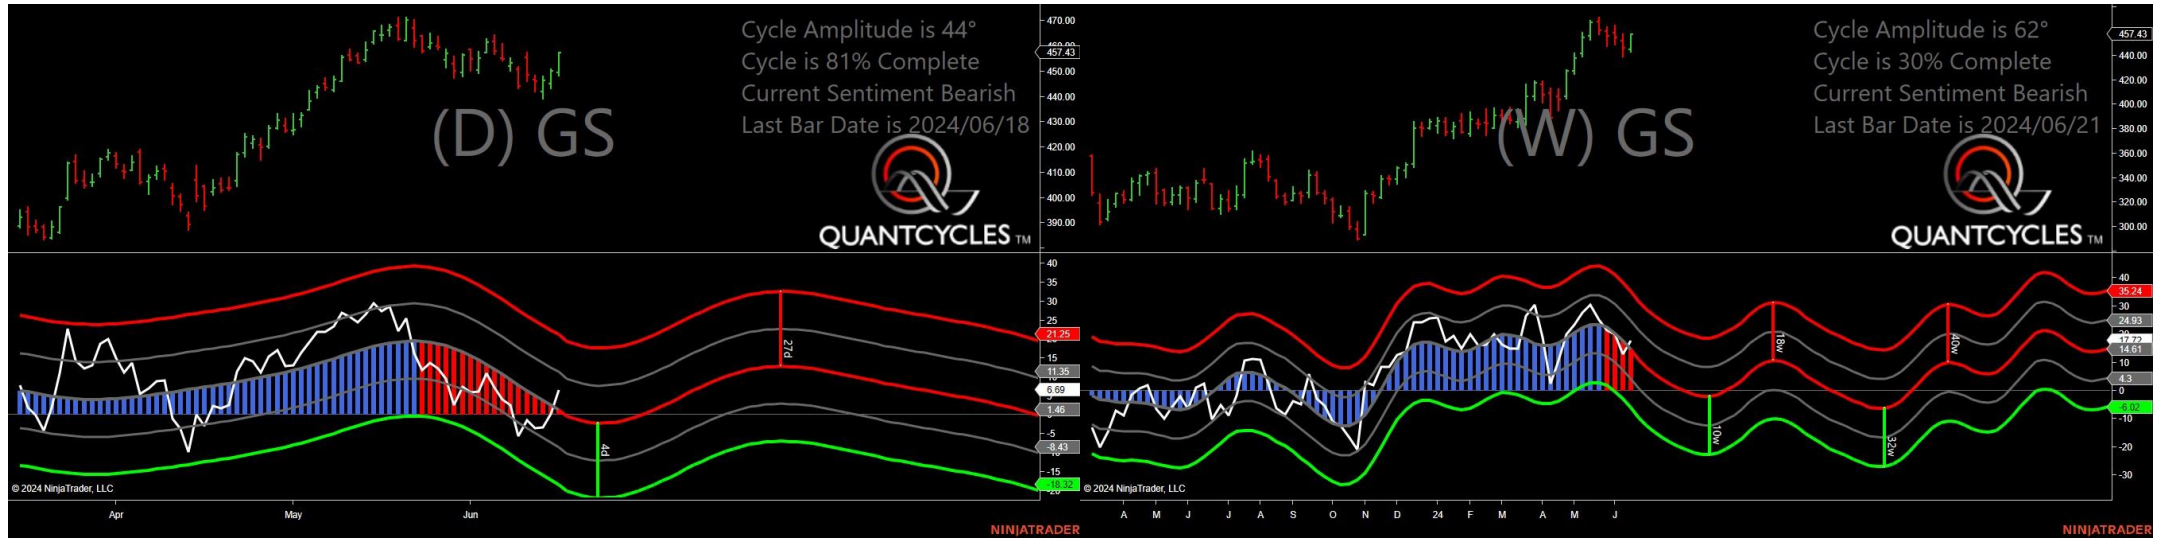 Cycle Amplitude is 44°
Cycle is 81% Complete
Current Sentiment Bearish
Last Bar Date is 2024/06/18
(D) GS
QUANTCYCLES TM
470.00
457.43
450.00
440.00
430.00
420.00
410.00
400.00
390.00
40
35
30
25
21.25
15
11.35
6.69
1.46
-5
-8.43
-15
-18.32
27d
4d
© 2024 NinjaTrader, LLC
Apr May Jun
NINJATRADER
Cycle Amplitude is 62°
Cycle is 30% Complete
Current Sentiment Bearish
Last Bar Date is 2024/06/21
(W) GS
QUANTCYCLES TM
457.43
440.00
420.00
400.00
380.00
360.00
340.00
320.00
300.00
40
35.24
30
24.93
17.72
14.61
10
4.3
0
-6.02
-10
-20
-30
18w
40w
10w
32w
© 2024 NinjaTrader, LLC
A M J J A S O N D 24 F M A M J
NINJATRADER